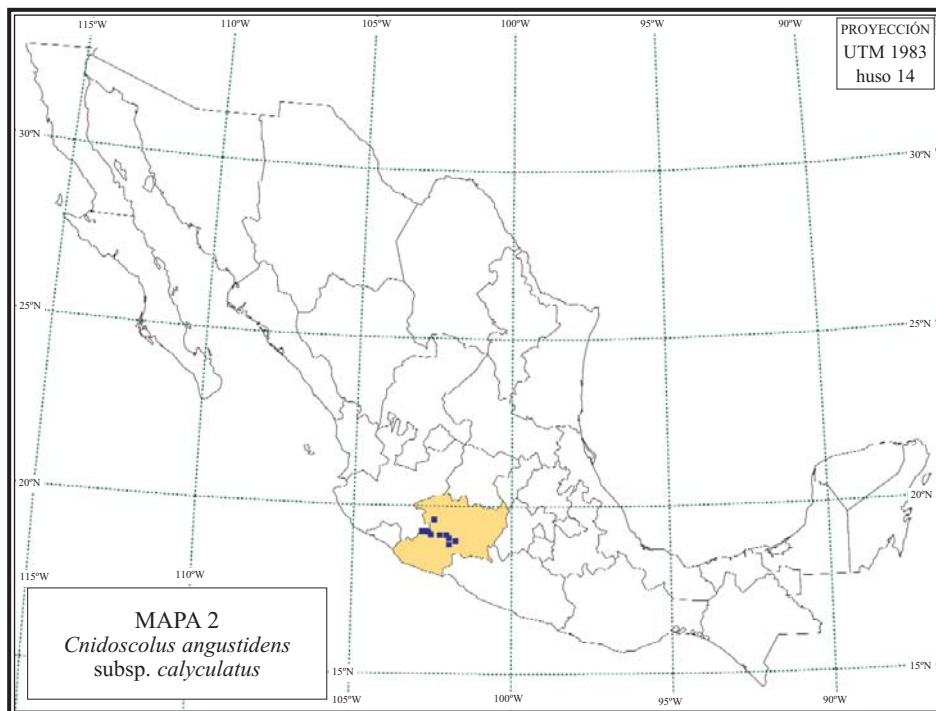 115ºW
110ºW
105ºW
100ºW
95ºW
90ºW
PROYECCIÓN
UTM 1983
huso 14
30ºN
30ºN
25ºN
25ºN
20ºN
20ºN
115ºW
110ºW
MAPA 2
Cnidoscolus angustidens
subsp. calyculatus
15ºN
15ºN
105ºW
100ºW
95ºW
90ºW